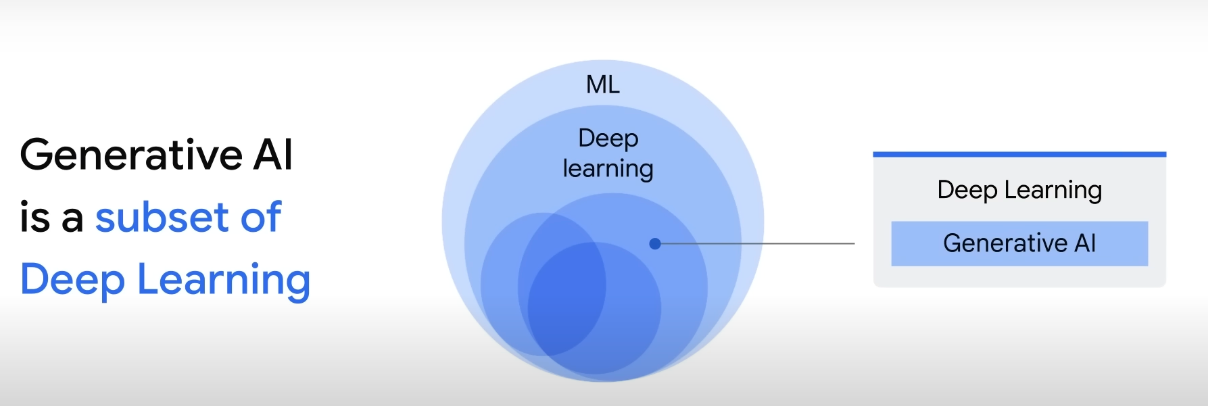 Generative AI
is a subset of
Deep Learning
ML
Deep
learning
Deep Learning
Generative AI